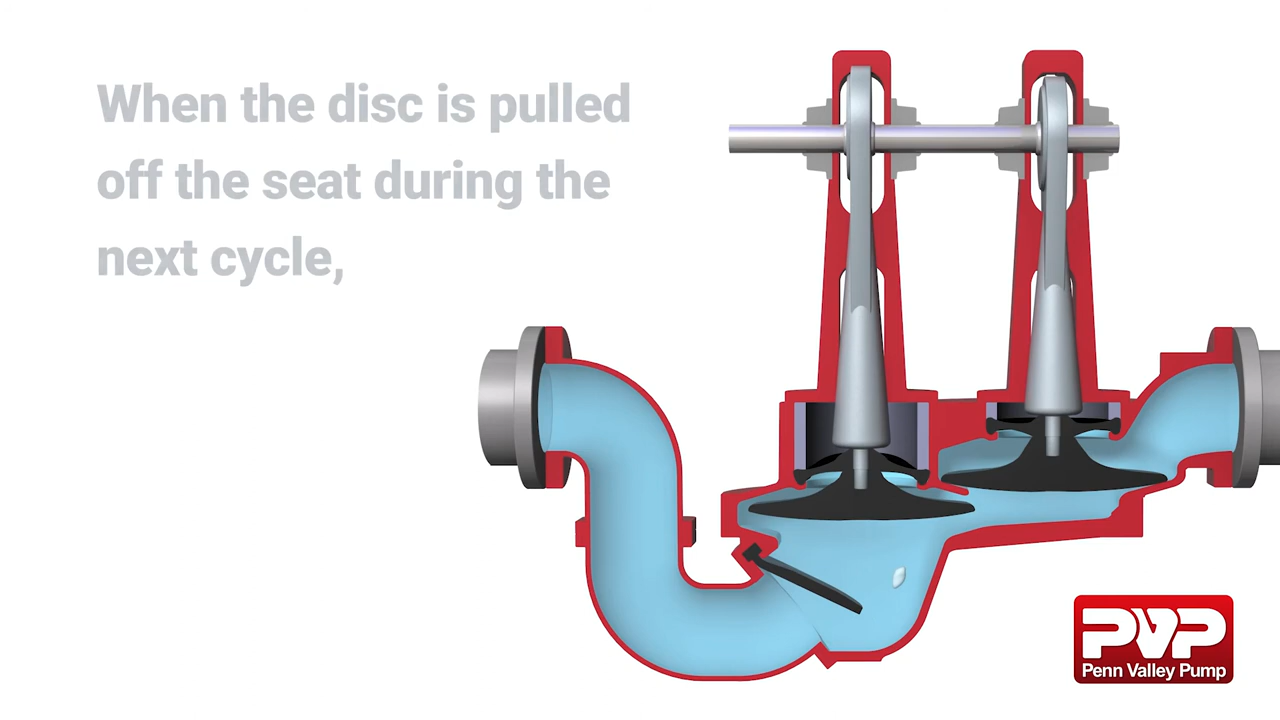 When the disc is pulled
off the seat during the
next cycle,
PVP
Penn Valley Pump